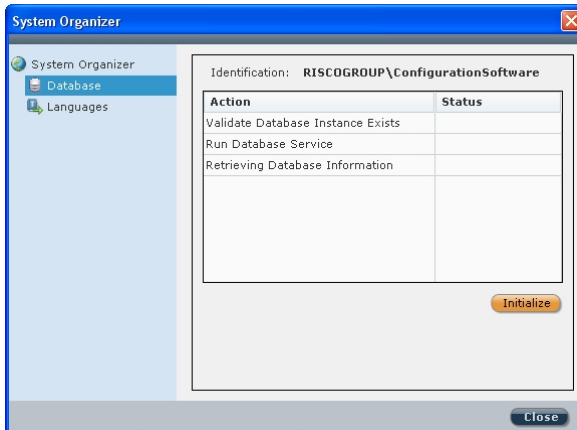 System Organizer
System Organizer
Database
Languages
Identification: RISCOGROUP\ConfigurationSoftware
Action Status
Validate Database Instance Exists
Run Database Service
Retrieving Database Information
Initialize
Close